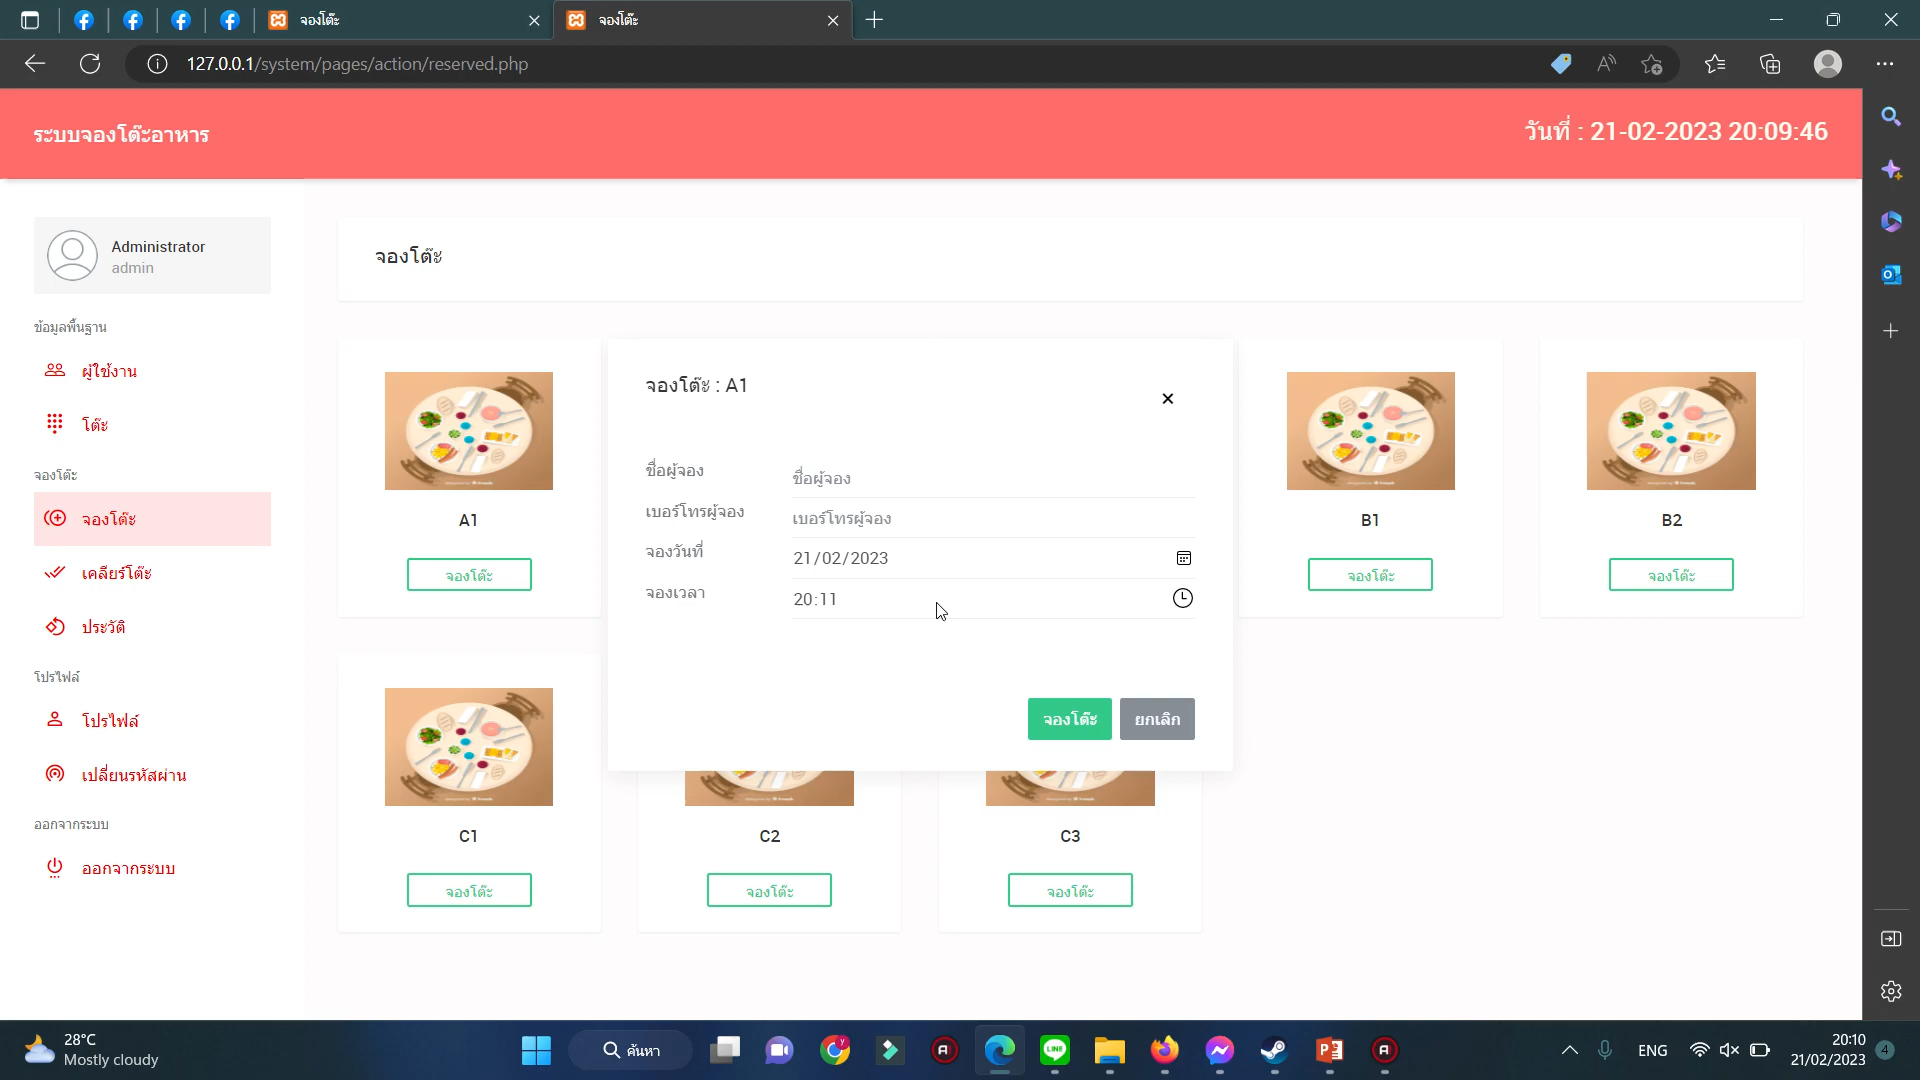 จองโต๊ะ
จองโต๊ะ
127.0.0.1/system/pages/action/reserved.php
ระบบจองโต๊ะอาหาร
วันที่ : 21-02-2023 20:09:46
Administrator
admin
ข้อมูลพื้นฐาน
ผู้ใช้งาน
โต๊ะ
จองโต๊ะ
จองโต๊ะ
เคลียร์โต๊ะ
ประวัติ
โปรไฟล์
โปรไฟล์
เปลี่ยนรหัสผ่าน
ออกจากระบบ
ออกจากระบบ
จองโต๊ะ
A1
จองโต๊ะ
จองโต๊ะ : A1
ชื่อผู้จอง
ชื่อผู้จอง
เบอร์โทรผู้จอง
เบอร์โทรผู้จอง
จองวันที่
21/02/2023
จองเวลา
20:11
จองโต๊ะ
ยกเลิก
B1
จองโต๊ะ
B2
จองโต๊ะ
C1
จองโต๊ะ
C2
จองโต๊ะ
C3
จองโต๊ะ
28°C
Mostly cloudy
ค้นหา
ENG
20:10
21/02/2023
4